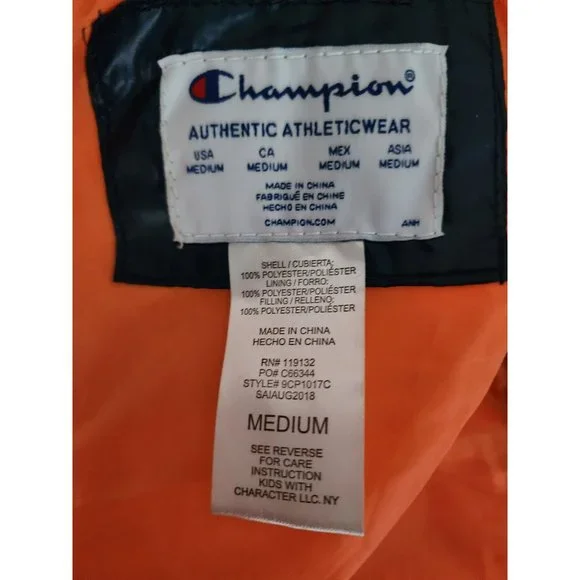 Champion®
AUTHENTIC ATHLETICWEAR
USA CA MEX ASIA
MEDIUM MEDIUM MEDIUM MEDIUM
MADE IN CHINA
FABRIQUÉ EN CHINE
HECHO EN CHINA
CHAMPION.COM ANH
SHELL / CUBIERTA:
100% POLYESTER/POLIÉSTER
LINING / FORRO:
100% POLYESTER/POLIÉSTER
FILLING / RELLENO:
100% POLYESTER/POLIÉSTER
MADE IN CHINA
HECHO EN CHINA
RN# 119132
PO# C66344
STYLE# 9CP1017C
SAIAUG2018
MEDIUM
SEE REVERSE
FOR CARE
INSTRUCTION
KIDS WITH
CHARACTER LLC. NY